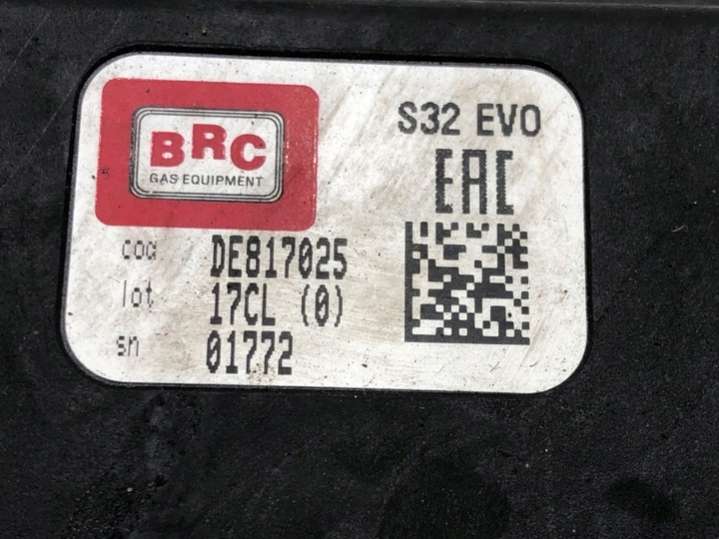 BRC
GAS EQUIPMENT
S32 EVO
EAC
cod DE817025
lot 17CL (0)
sn 01772